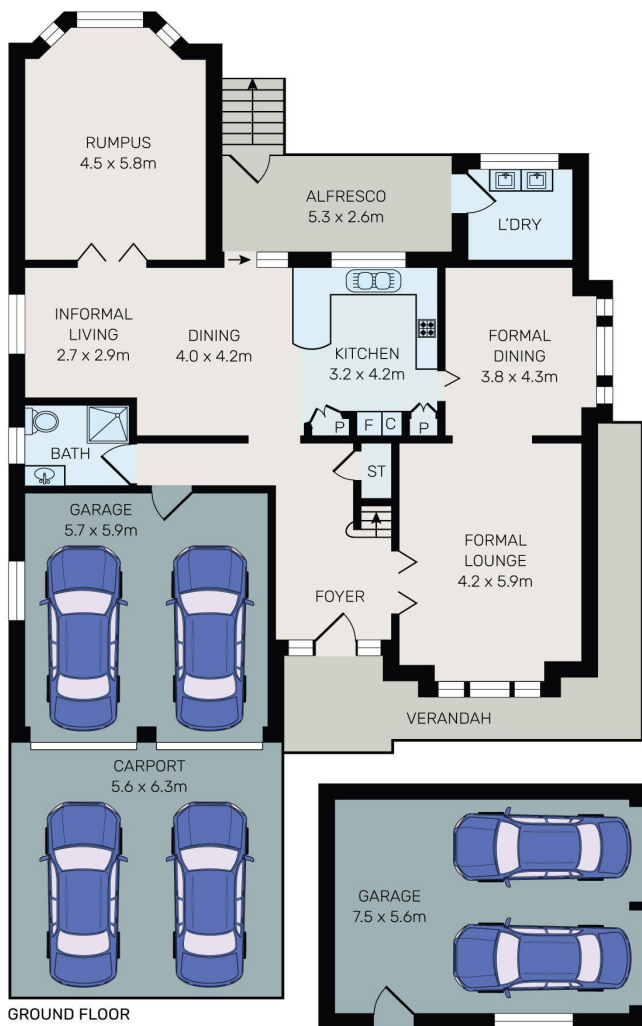 RUMPUS
4.5 x 5.8m
ALFRESCO
5.3 x 2.6m
L'DRY
INFORMAL
LIVING
2.7 x 2.9m
DINING
4.0 x 4.2m
KITCHEN
3.2 x 4.2m
FORMAL
DINING
3.8 x 4.3m
P
F
C
P
BATH
ST
GARAGE
5.7 x 5.9m
FORMAL
LOUNGE
4.2 x 5.9m
FOYER
VERANDAH
CARPORT
5.6 x 6.3m
GARAGE
7.5 x 5.6m
GROUND FLOOR